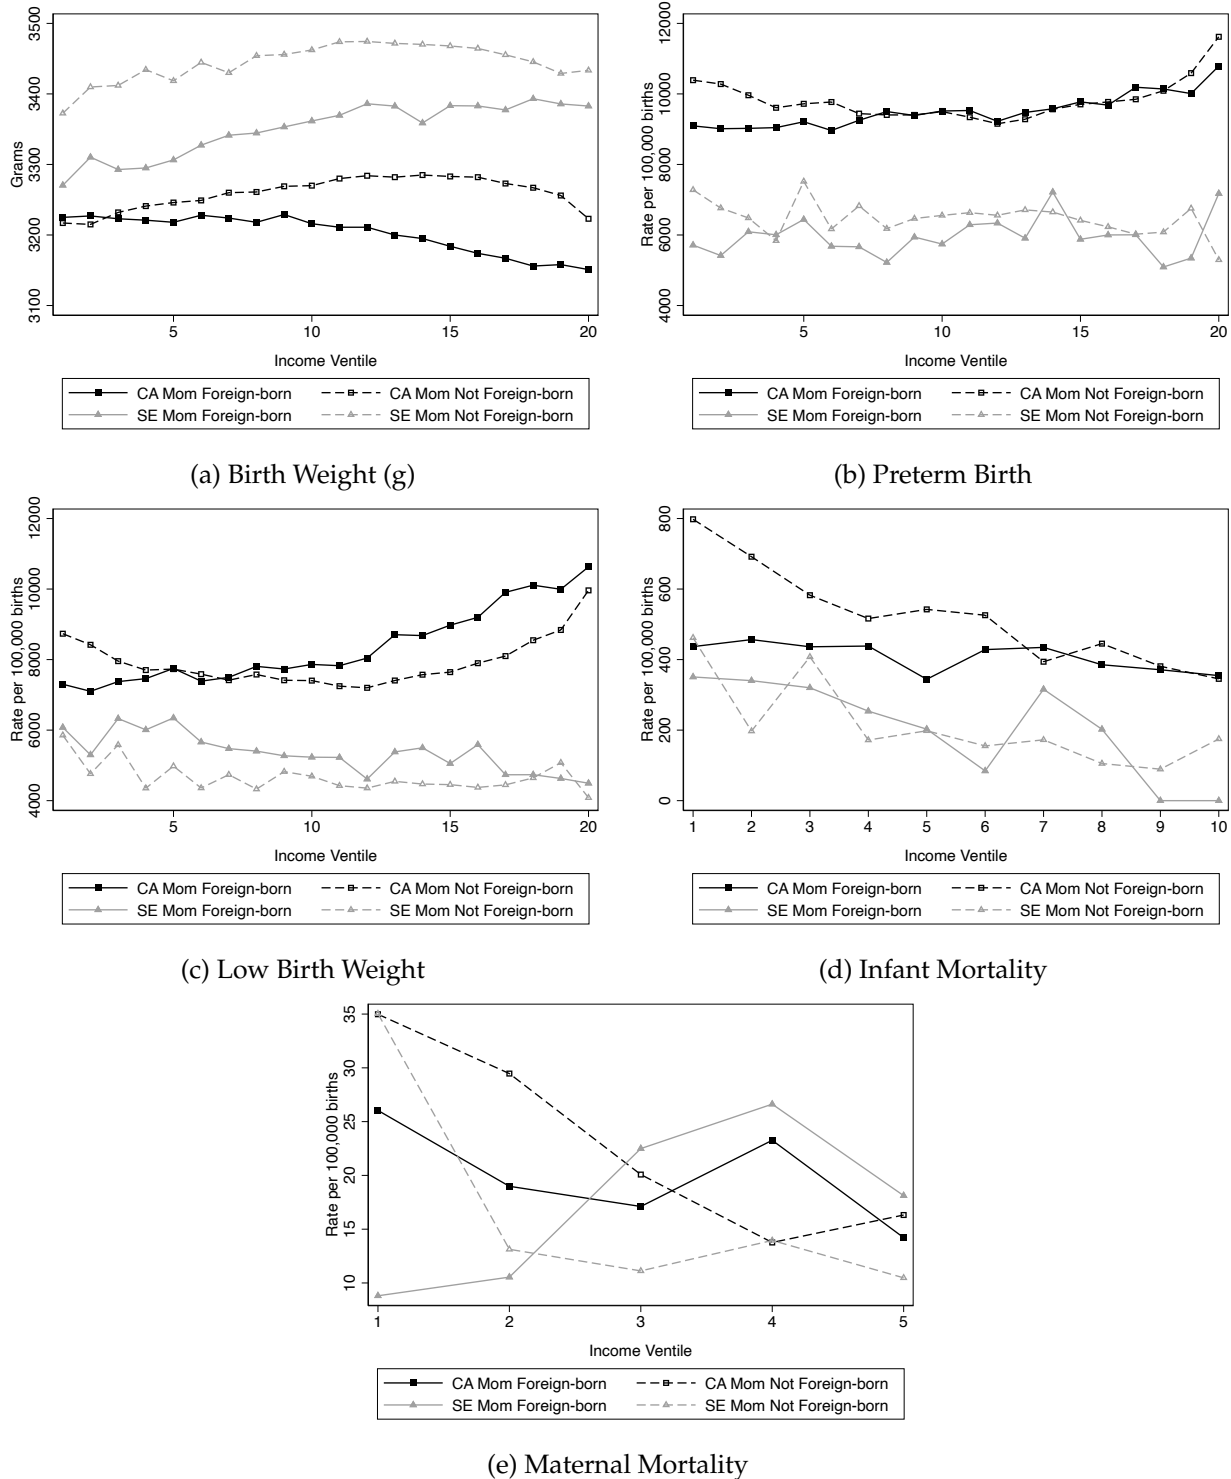 3500
3400
3300
3200
3100
Grams
5 10 15 20
Income Ventile
CA Mom Foreign-born CA Mom Not Foreign-born
SE Mom Foreign-born SE Mom Not Foreign-born
(a) Birth Weight (g)
12000
10000
8000
6000
4000
Rate per 100,000 births
5 10 15 20
Income Ventile
CA Mom Foreign-born CA Mom Not Foreign-born
SE Mom Foreign-born SE Mom Not Foreign-born
(b) Preterm Birth
12000
10000
8000
6000
4000
Rate per 100,000 births
5 10 15 20
Income Ventile
CA Mom Foreign-born CA Mom Not Foreign-born
SE Mom Foreign-born SE Mom Not Foreign-born
(c) Low Birth Weight
800
600
400
200
0
Rate per 100,000 births
1 2 3 4 5 6 7 8 9 10
Income Ventile
CA Mom Foreign-born CA Mom Not Foreign-born
SE Mom Foreign-born SE Mom Not Foreign-born
(d) Infant Mortality
35
30
25
20
15
10
Rate per 100,000 births
1 2 3 4 5
Income Ventile
CA Mom Foreign-born CA Mom Not Foreign-born
SE Mom Foreign-born SE Mom Not Foreign-born
(e) Maternal Mortality